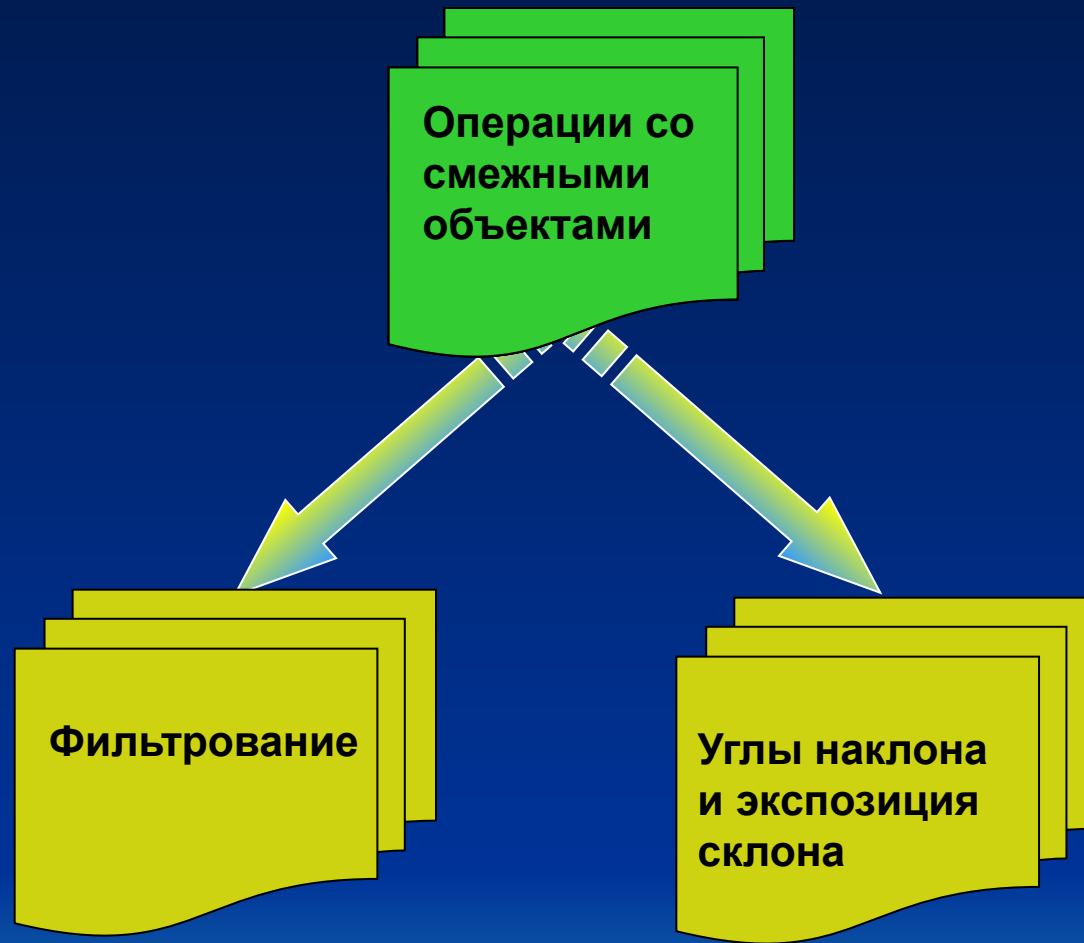 Операции со
смежными
объектами
Фильтрование
Углы наклона
и экспозиция
склона